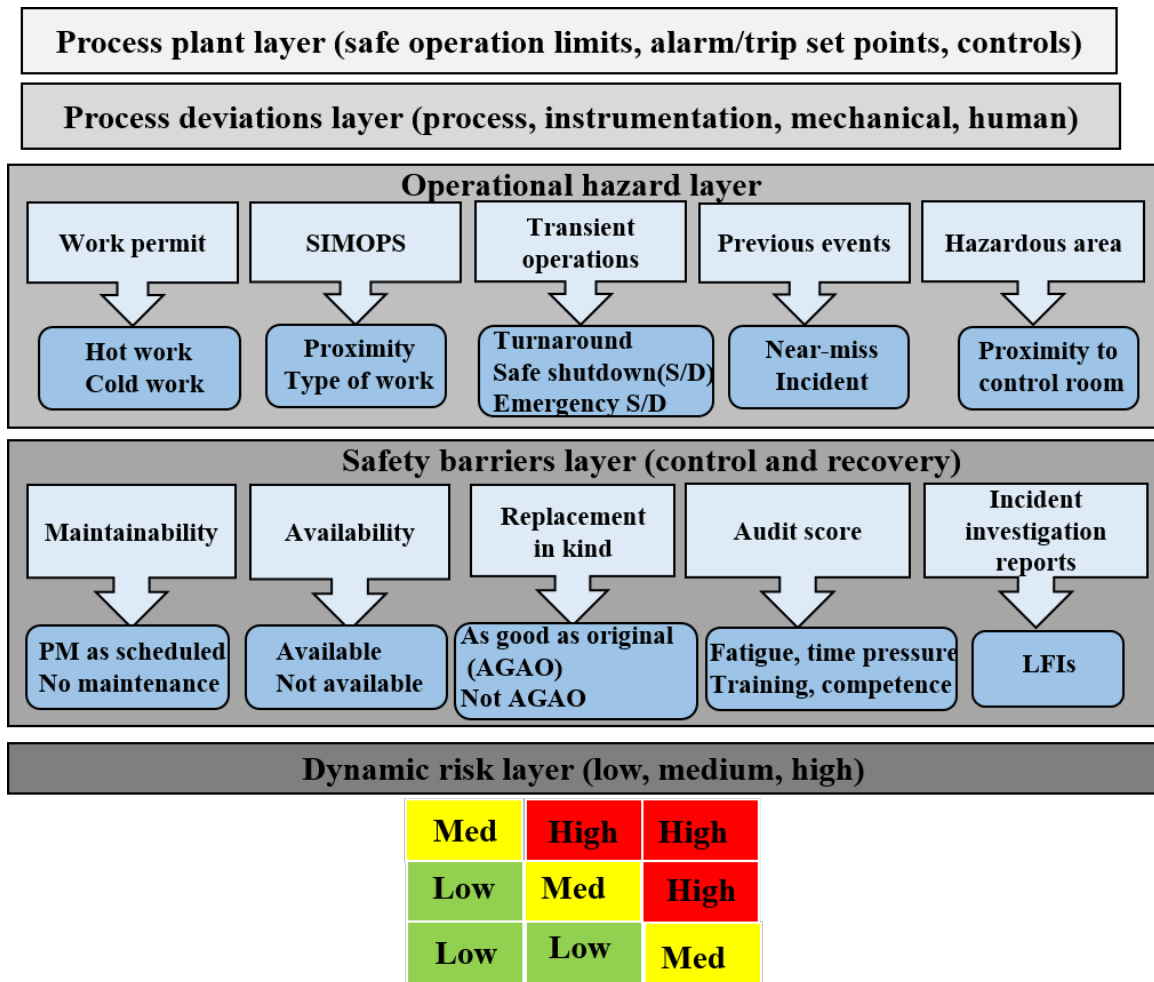 Process plant layer (safe operation limits, alarm/trip set points, controls)
Process deviations layer (process, instrumentation, mechanical, human)
Operational hazard layer
Work permit
SIMOPS
Transient
operations
Previous events
Hazardous area
Hot work
Cold work
Proximity
Type of work
Turnaround
Safe shutdown(S/D)
Emergency S/D
Near-miss
Incident
Proximity to
control room
Safety barriers layer (control and recovery)
Maintainability
Availability
Replacement
in kind
Audit score
Incident
investigation
reports
PM as scheduled
No maintenance
Available
Not available
As good as original
(AGAO)
Not AGAO
Fatigue, time pressure
Training, competence
LFIs
Dynamic risk layer (low, medium, high)
Med High High
Low Med High
Low Low Med